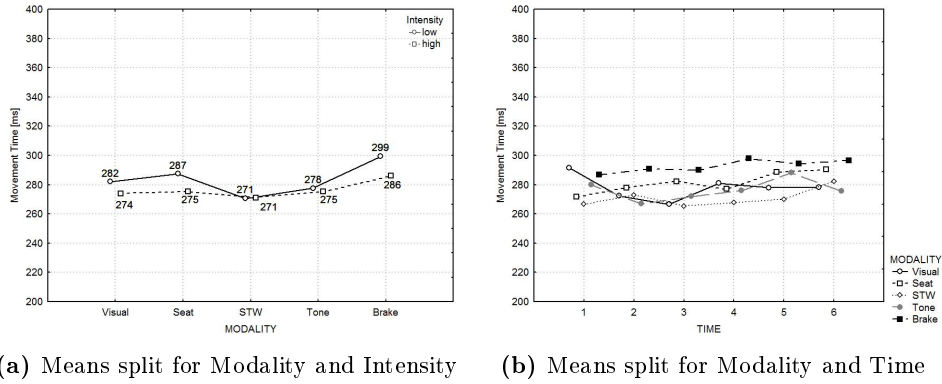 400
380
360
340
320
300
280
260
240
220
200
Movement Time [ms]
Intensity
low
high
282
287
271
278
299
274
275
271
275
286
Visual Seat STW Tone Brake
MODALITY
400
380
360
340
320
300
280
260
240
220
200
Movement Time [ms]
1 2 3 4 5 6
TIME
MODALITY
Visual
Seat
STW
Tone
Brake
(a) Means split for Modality and Intensity
(b) Means split for Modality and Time